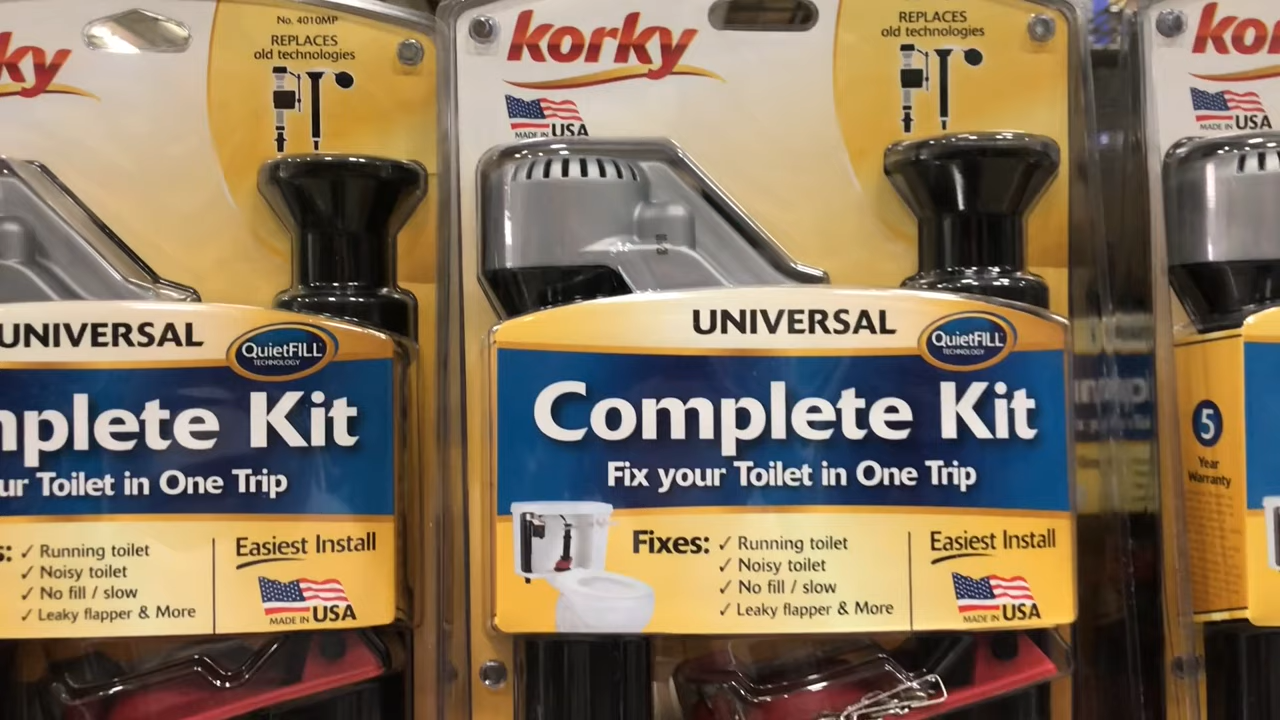 ky
No. 4010MP
REPLACES
old technologies
UNIVERSAL
QuietFILL
TECHNOLOGY
mplete Kit
ur Toilet in One Trip
s: ✓ Running toilet
✓ Noisy toilet
✓ No fill / slow
✓ Leaky flapper & More
Easiest Install
MADE IN USA
korky
MADE IN USA
REPLACES
old technologies
UNIVERSAL
QuietFILL
TECHNOLOGY
Complete Kit
Fix your Toilet in One Trip
Fixes: ✓ Running toilet
✓ Noisy toilet
✓ No fill / slow
✓ Leaky flapper & More
Easiest Install
MADE IN USA
ko
MADE IN USA
5
Year
Warranty